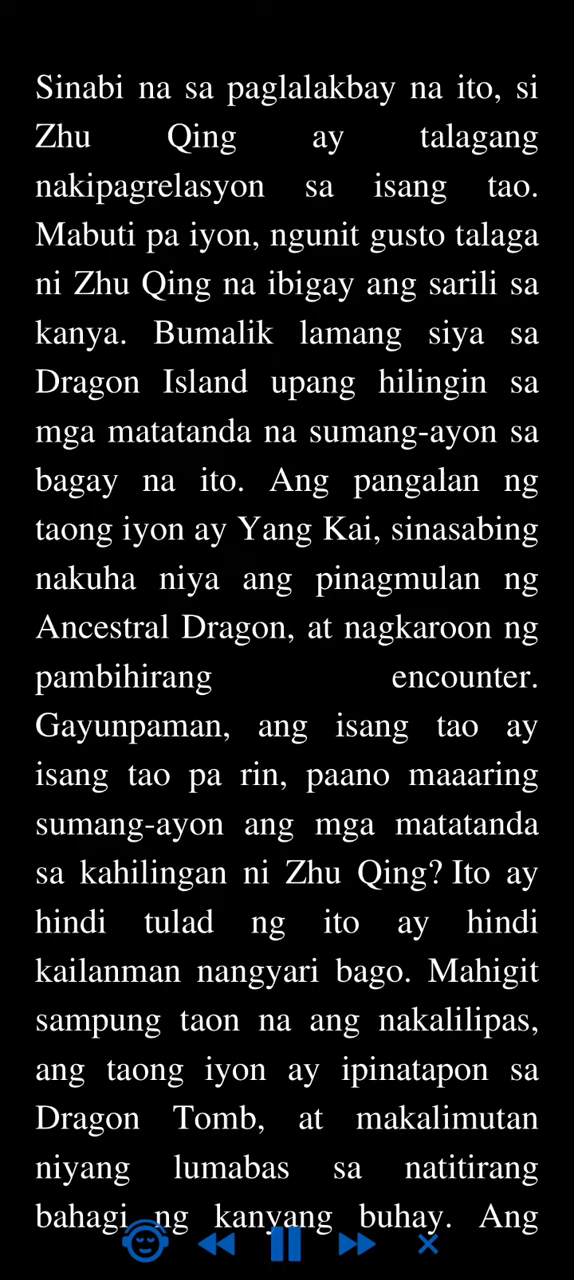 Sinabi na sa paglalakbay na ito, si
Zhu Qing ay talagang
nakipagrelasyon sa isang tao.
Mabuti pa iyon, ngunit gusto talaga
ni Zhu Qing na ibigay ang sarili sa
kanya. Bumalik lamang siya sa
Dragon Island upang hilingin sa
mga matatanda na sumang-ayon sa
bagay na ito. Ang pangalan ng
taong iyon ay Yang Kai, sinasabing
nakuha niya ang pinagmulan ng
Ancestral Dragon, at nagkaroon ng
pambihirang encounter.
Gayunpaman, ang isang tao ay
isang tao pa rin, paano maaaring
sumang-ayon ang mga matatanda
sa kahilingan ni Zhu Qing? Ito ay
hindi tulad ng ito ay hindi
kailanman nangyari bago. Mahigit
sampung taon na ang nakalilipas,
ang taong iyon ay ipinatapon sa
Dragon Tomb, at makalimutan
niyang lumabas sa natitirang
bahagi ng kanyang buhay. Ang